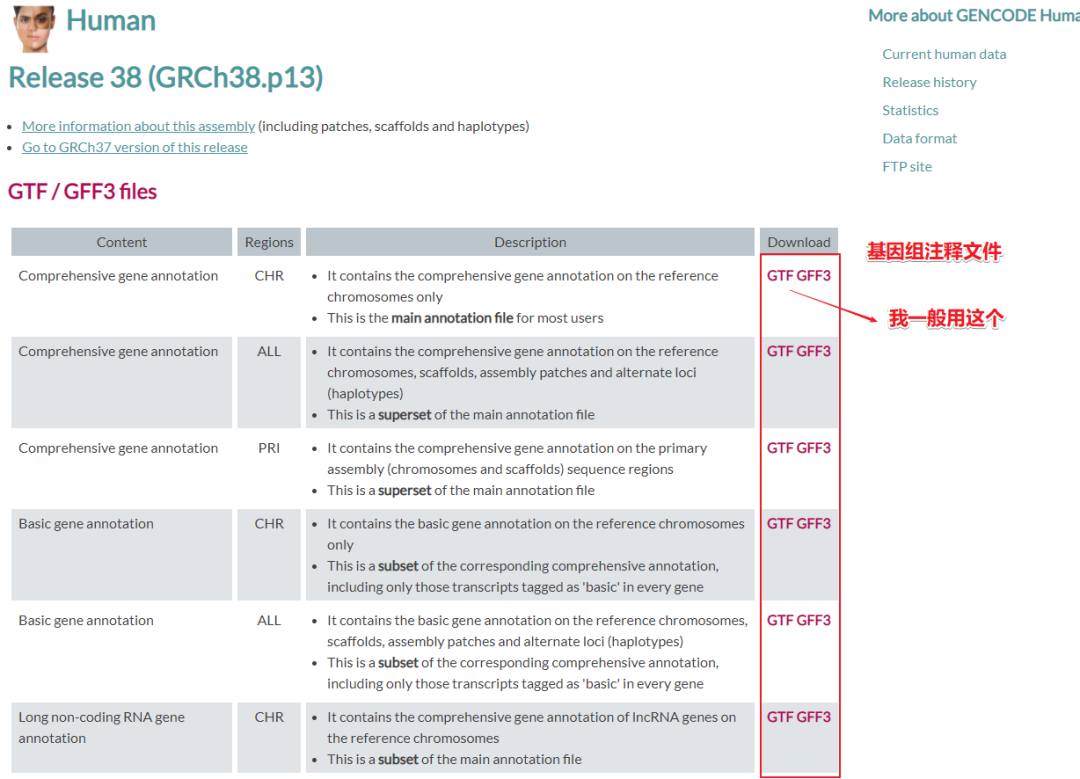 Human
More about GENCODE Huma
Current human data
Release history
Statistics
Data format
FTP site
Release 38 (GRCh38.p13)
• More information about this assembly (including patches, scaffolds and haplotypes)
• Go to GRCh37 version of this release
GTF / GFF3 files
Content Regions Description Download
基因组注释文件
Comprehensive gene annotation CHR • It contains the comprehensive gene annotation on the reference GTF GFF3
chromosomes only
• This is the main annotation file for most users
我一般用这个
Comprehensive gene annotation ALL • It contains the comprehensive gene annotation on the reference GTF GFF3
chromosomes, scaffolds, assembly patches and alternate loci
(haplotypes)
• This is a superset of the main annotation file
Comprehensive gene annotation PRI • It contains the comprehensive gene annotation on the primary GTF GFF3
assembly (chromosomes and scaffolds) sequence regions
• This is a superset of the main annotation file
Basic gene annotation CHR • It contains the basic gene annotation on the reference chromosomes GTF GFF3
only
• This is a subset of the corresponding comprehensive annotation,
including only those transcripts tagged as 'basic' in every gene
Basic gene annotation ALL • It contains the basic gene annotation on the reference chromosomes, GTF GFF3
scaffolds, assembly patches and alternate loci (haplotypes)
• This is a subset of the corresponding comprehensive annotation,
including only those transcripts tagged as 'basic' in every gene
Long non-coding RNA gene CHR • It contains the comprehensive gene annotation of lncRNA genes on GTF GFF3
annotation the reference chromosomes
• This is a subset of the main annotation file